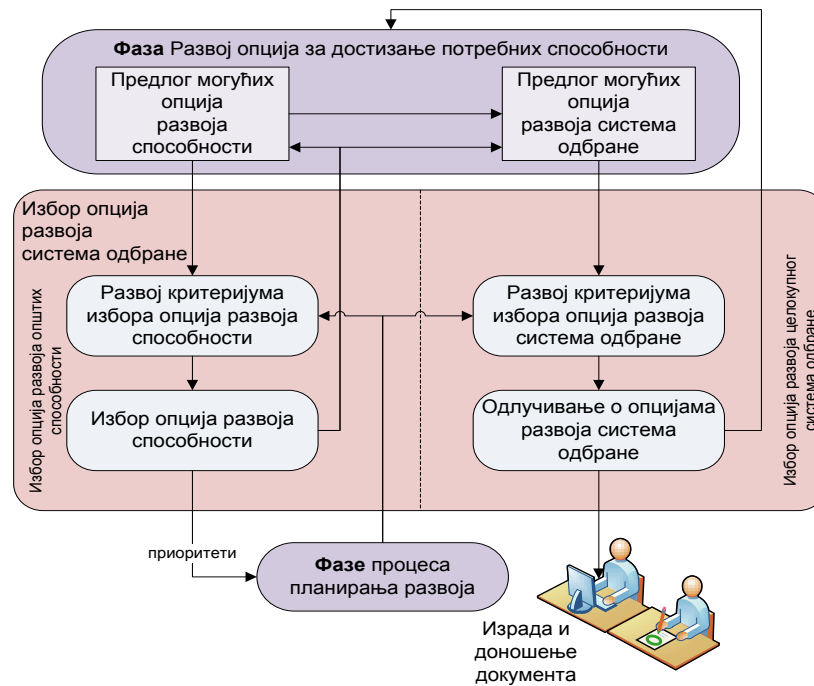 Фаза Развој опција за достизање потребних способности
Предлог могућих
опција
развоја
способности
Предлог могућих
опција
развоја система
одбране
Избор опција
развоја
система одбране
Избор опција развоја општих
способности
Развој критеријума
избора опција развоја
способности
Развој критеријума
избора опција развоја
система одбране
Избор опција развоја целокупног
система одбране
Избор опција развоја
способности
Одлучивање о опцијама
развоја система
одбране
приоритети
Фазе процеса
планирања развоја
Израда и
доношење
документа